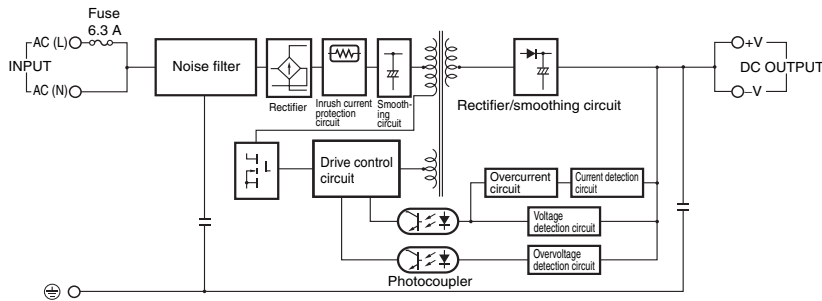 Fuse
6.3 A
AC (L)
INPUT
AC (N)
Noise filter
Rectifier
Inrush current
protection
circuit
Smooth-
ing
circuit
Rectifier/smoothing circuit
+V
DC OUTPUT
–V
Drive control
circuit
Overcurrent
circuit
Current detection
circuit
Voltage
detection circuit
Overvoltage
detection circuit
Photocoupler